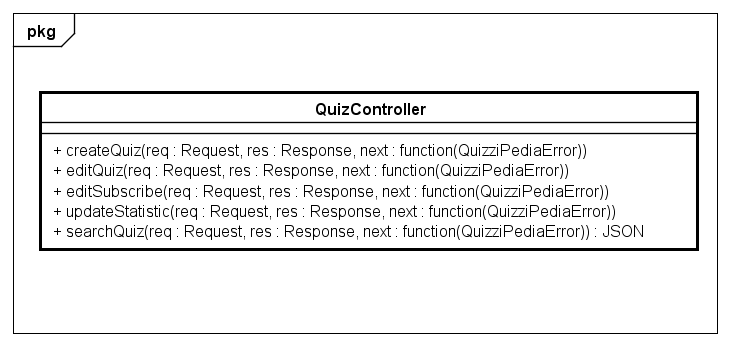 pkg
QuizController
+ createQuiz(req : Request, res : Response, next : function(QuizziPediaError))
+ editQuiz(req : Request, res : Response, next : function(QuizziPediaError))
+ editSubscribe(req : Request, res : Response, next : function(QuizziPediaError))
+ updateStatistic(req : Request, res : Response, next : function(QuizziPediaError))
+ searchQuiz(req : Request, res : Response, next : function(QuizziPediaError)) : JSON